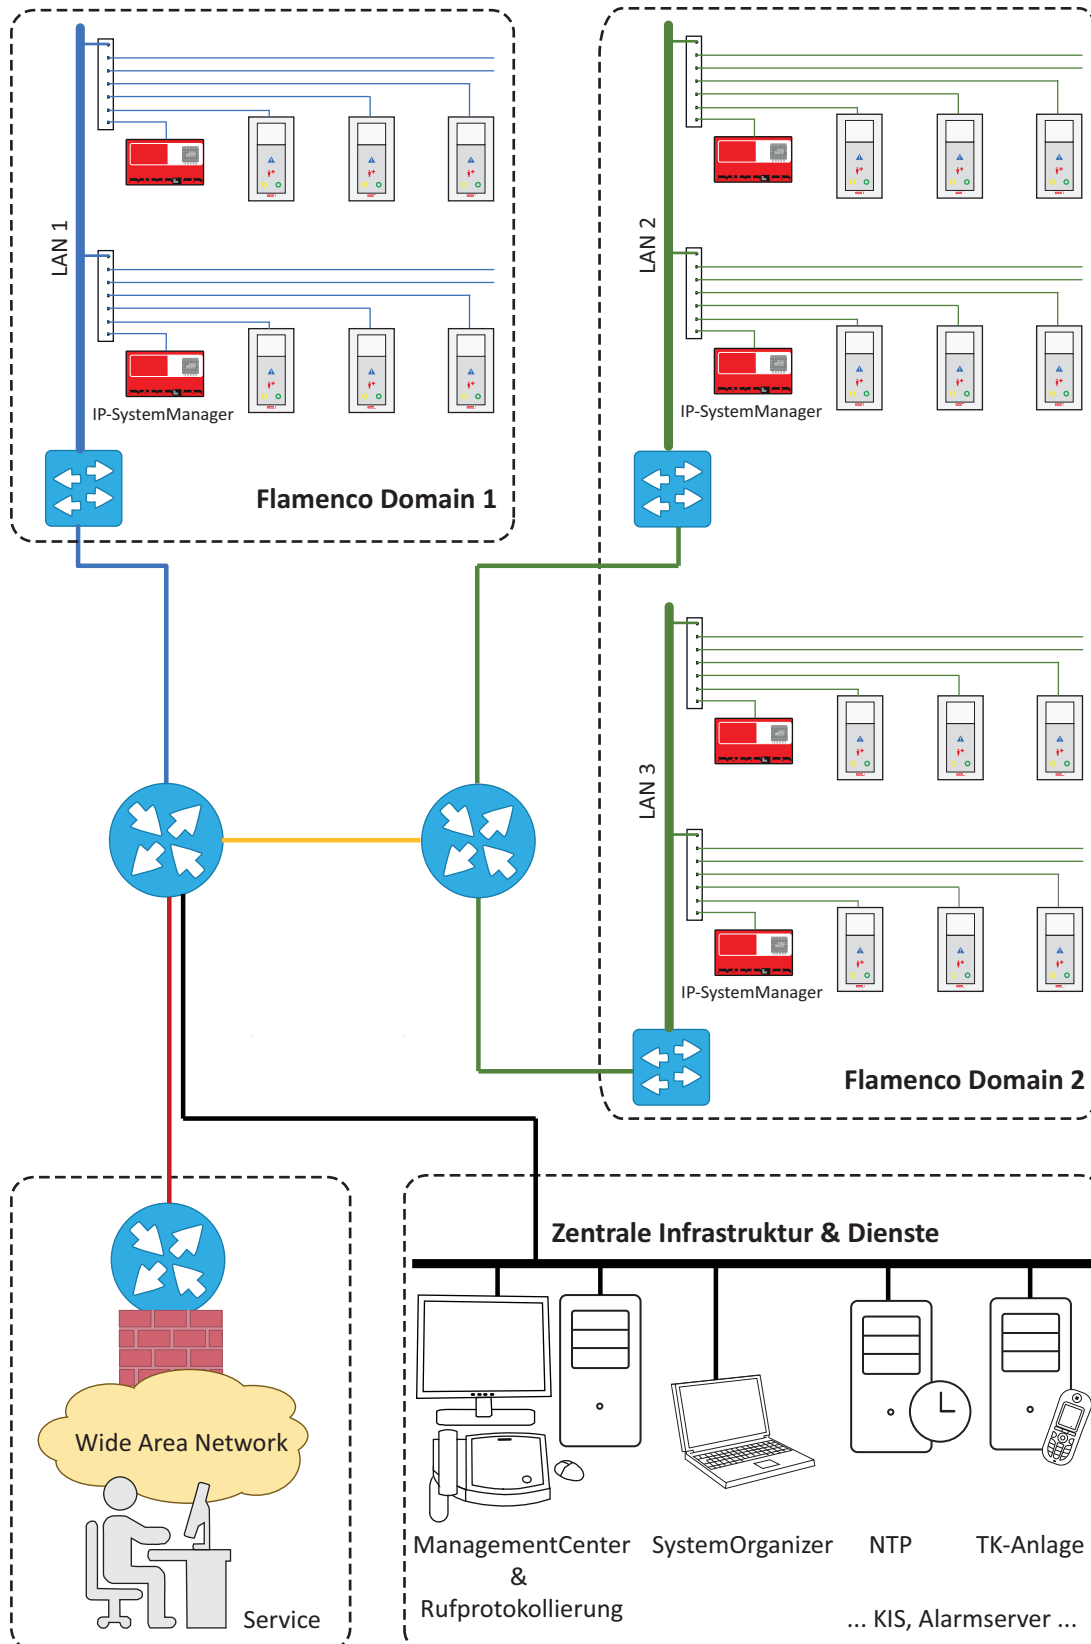 LAN 1
IP-SystemManager
Flamenco Domain 1
LAN 2
IP-SystemManager
LAN 3
IP-SystemManager
Flamenco Domain 2
Zentrale Infrastruktur & Dienste
Wide Area Network
Service
ManagementCenter
&
Rufprotokollierung
SystemOrganizer
NTP
TK-Anlage
... KIS, Alarmserver ...